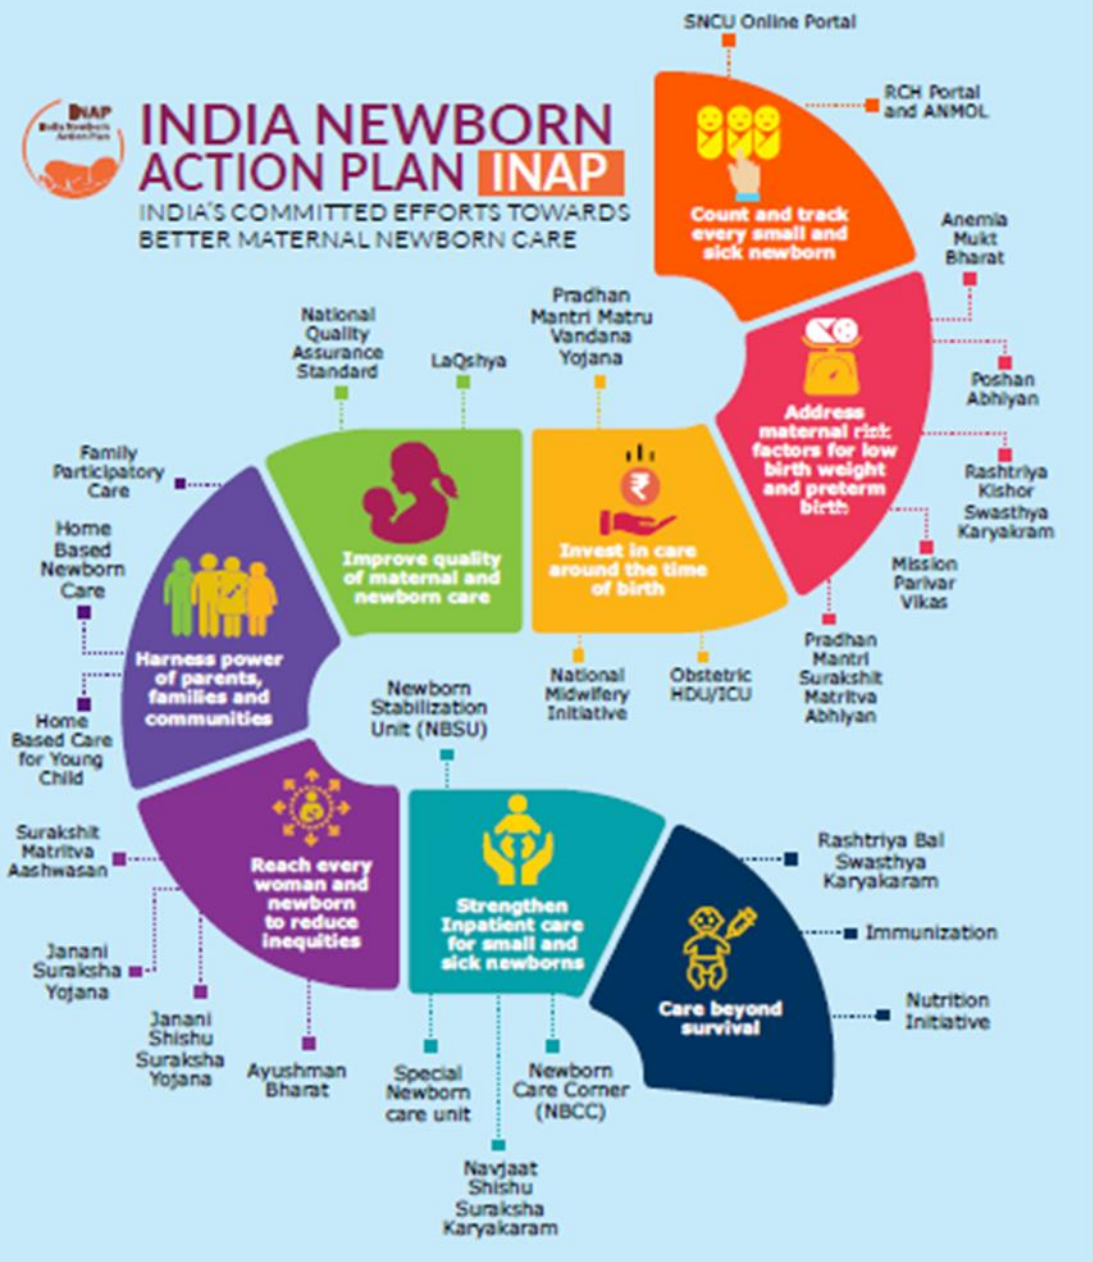 SNCU Online Portal
RCH Portal
and ANMOL
INAP
India Newborn
Action Plan
INDIA NEWBORN
ACTION PLAN INAP
INDIA'S COMMITTED EFFORTS TOWARDS
BETTER MATERNAL NEWBORN CARE
Count and track
every small and
sick newborn
Anemia
Mukt
Bharat
Poshan
Abhiyan
Address
maternal risk
factors for low
birth weight
and preterm
birth
Rashtriya
Kishor
Swasthya
Karyakram
Mission
Parivar
Vikas
Pradhan
Mantri
Surakshit
Matritva
Abhiyan
Pradhan
Mantri Matru
Vandana
Yojana
Invest in care
around the time
of birth
National
Midwifery
Initiative
Obstetric
HDU/ICU
National
Quality
Assurance
Standard
LaQshya
Improve quality
of maternal and
newborn care
Family
Participatory
Care
Home
Based
Newborn
Care
Harness power
of parents,
families and
communities
Home
Based Care
for Young
Child
Surakshit
Matritva
Aashwasan
Reach every
woman and
newborn
to reduce
inequities
Janani
Suraksha
Yojana
Janani
Shishu
Suraksha
Yojana
Ayushman
Bharat
Newborn
Stabilization
Unit (NBSU)
Strengthen
Inpatient care
for small and
sick newborns
Special
Newborn
care unit
Navjaat
Shishu
Suraksha
Karyakaram
Newborn
Care Corner
(NBCC)
Care beyond
survival
Rashtriya Bal
Swasthya
Karyakaram
Immunization
Nutrition
Initiative